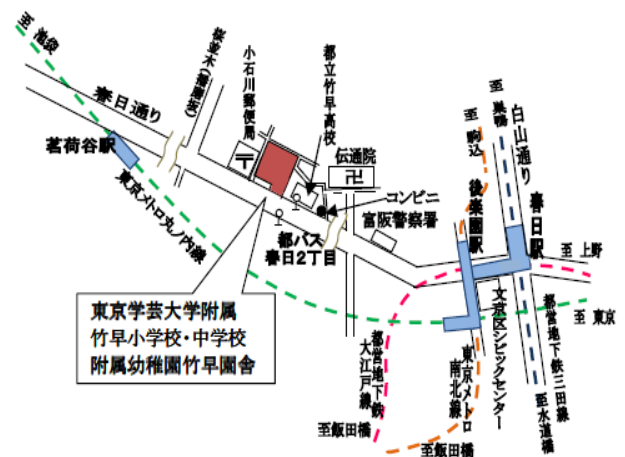 至 池袋
春日通り
茗荷谷駅
東京メトロ丸ノ内線
桜並木(播磨坂)
小石川郵便局
都立竹早高校
伝通院
卍
〒
コンビニ
富阪警察署
都バス
春日2丁目
東京学芸大学附属
竹早小学校・中学校
附属幼稚園竹早園舎
至 駒込
至 巣鴨
白山通り
後楽園駅
春日駅
至 上野
至 東京
文京区シビックセンター
都営地下鉄
大江戸線
東京メトロ
南北線
都営地下鉄三田線
至水道橋
至飯田橋
至飯田橋